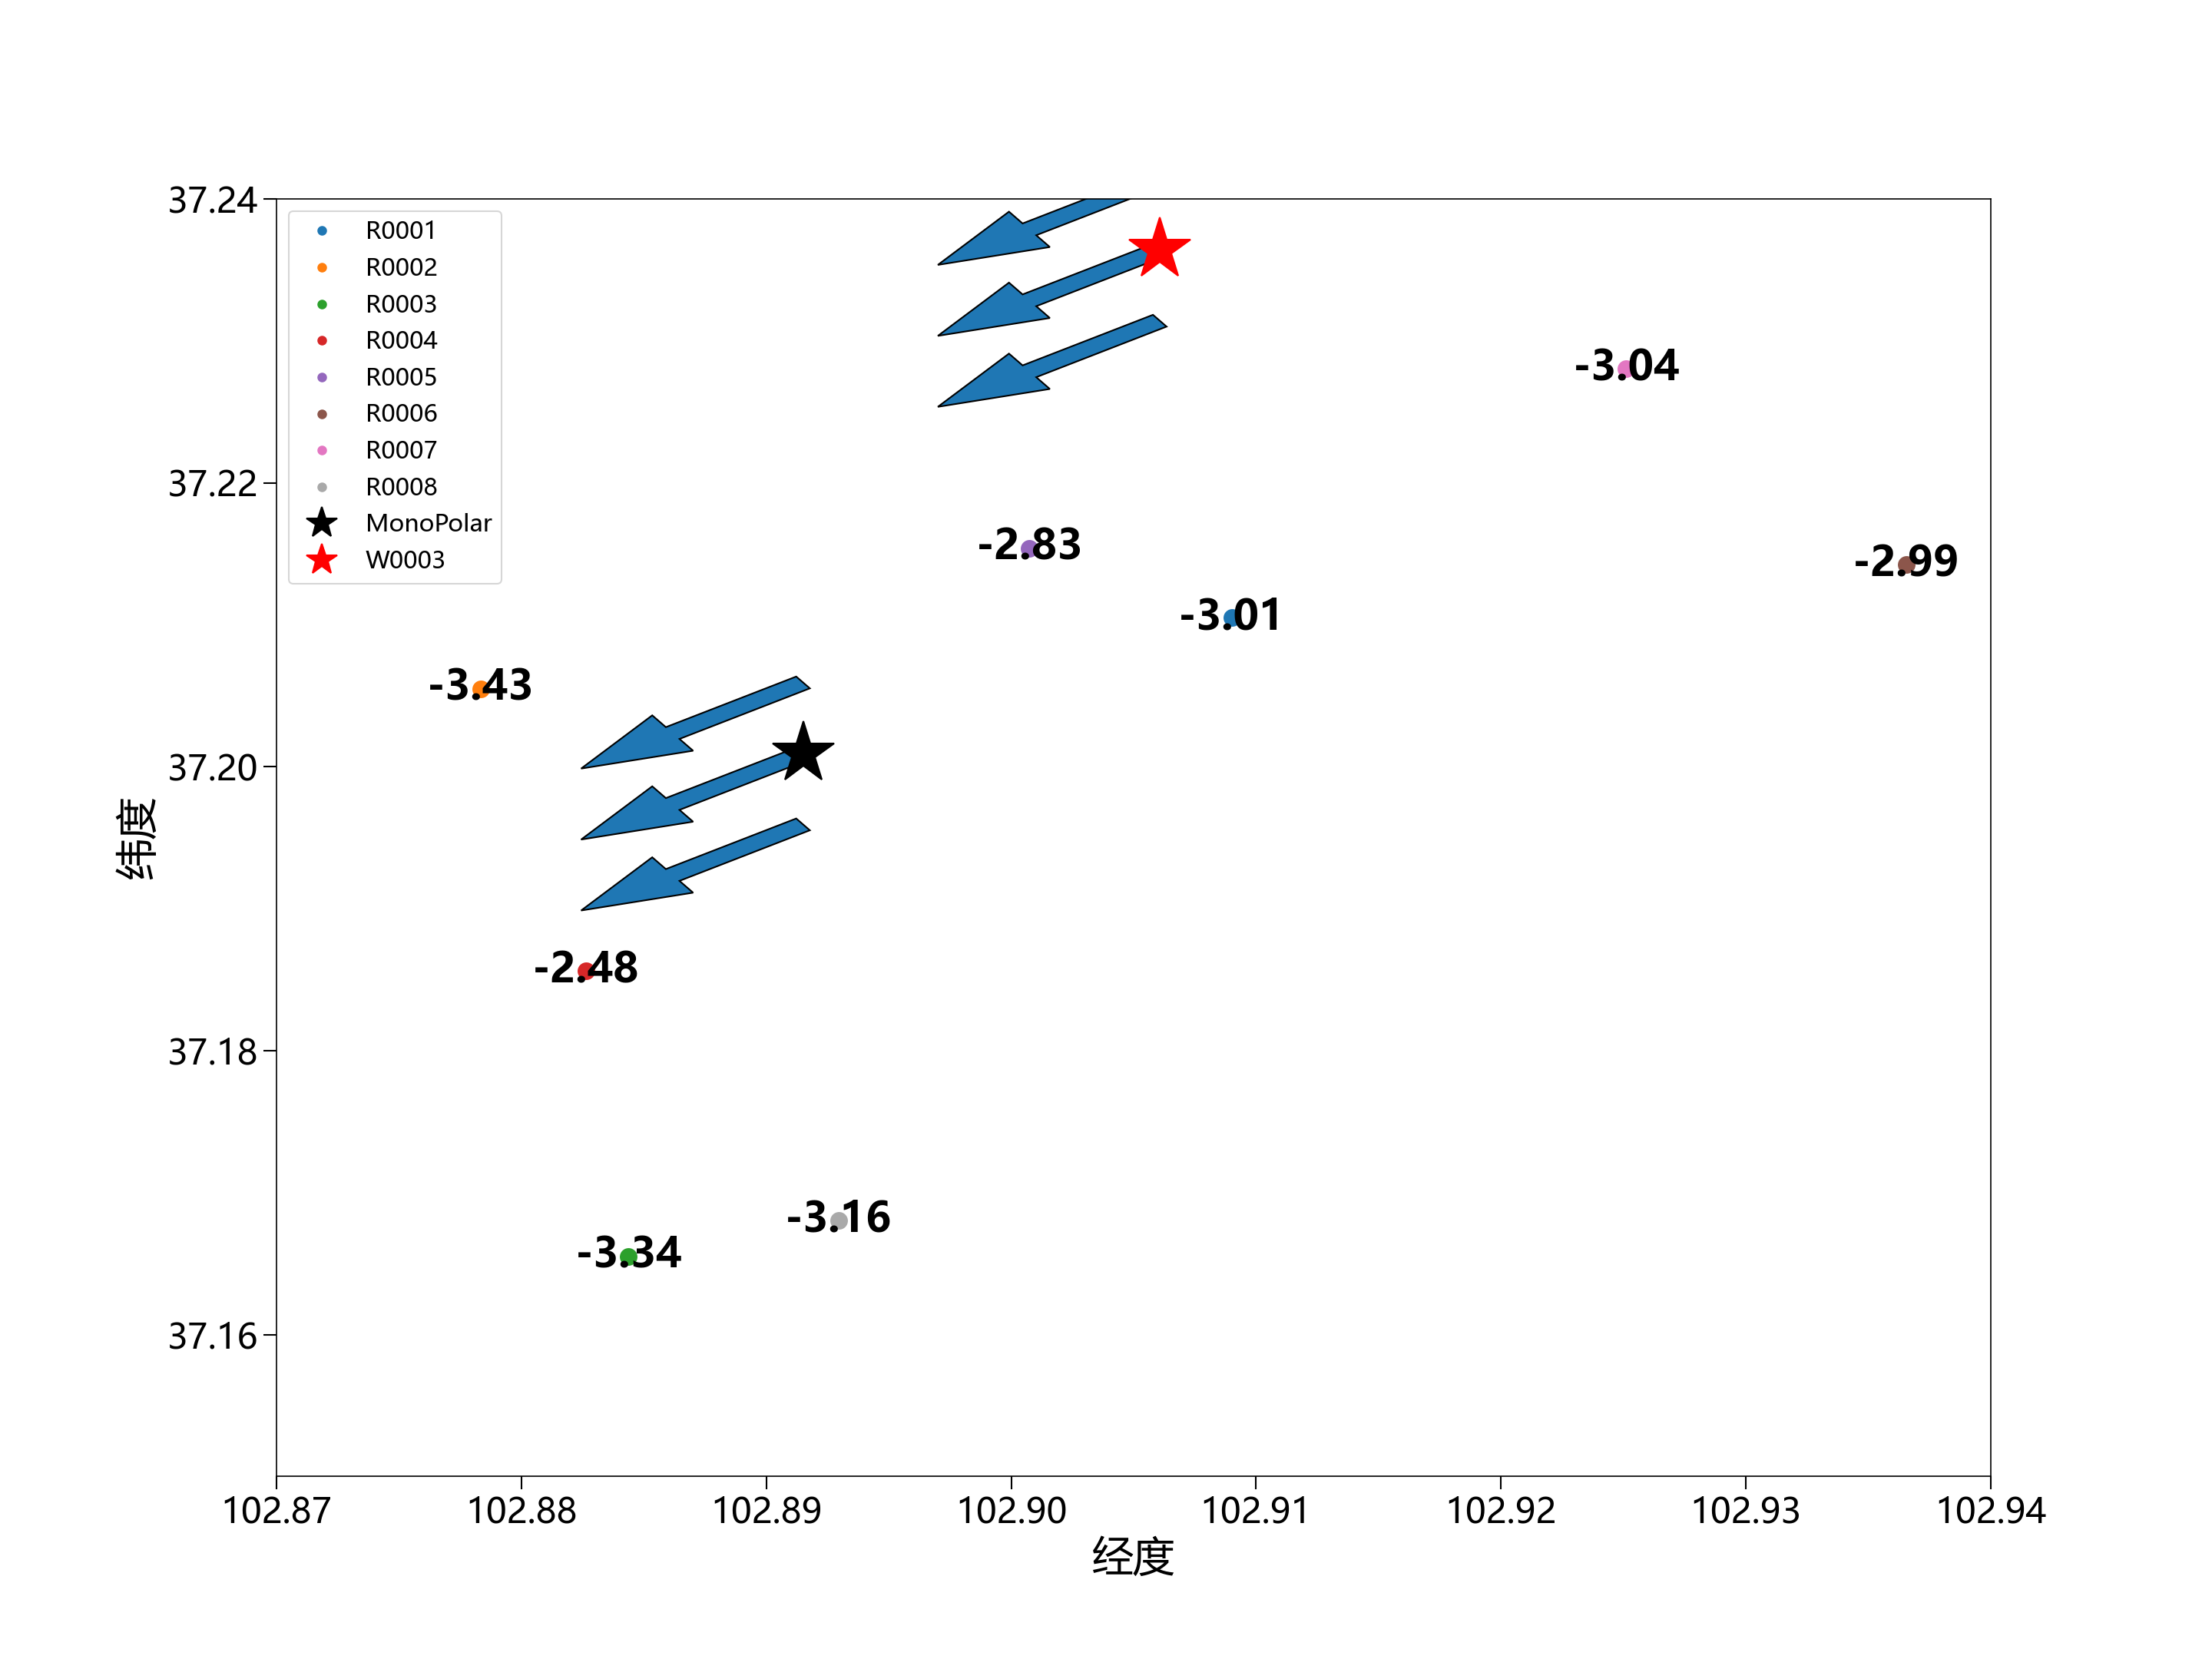 37.24
37.22
37.20
37.18
37.16
纬度
R0001
R0002
R0003
R0004
R0005
R0006
R0007
R0008
MonoPolar
W0003
-3.04
-2.83
-2.99
-3.01
-3.43
-2.48
-3.16
-3.34
102.87 102.88 102.89 102.90 102.91 102.92 102.93 102.94
经度